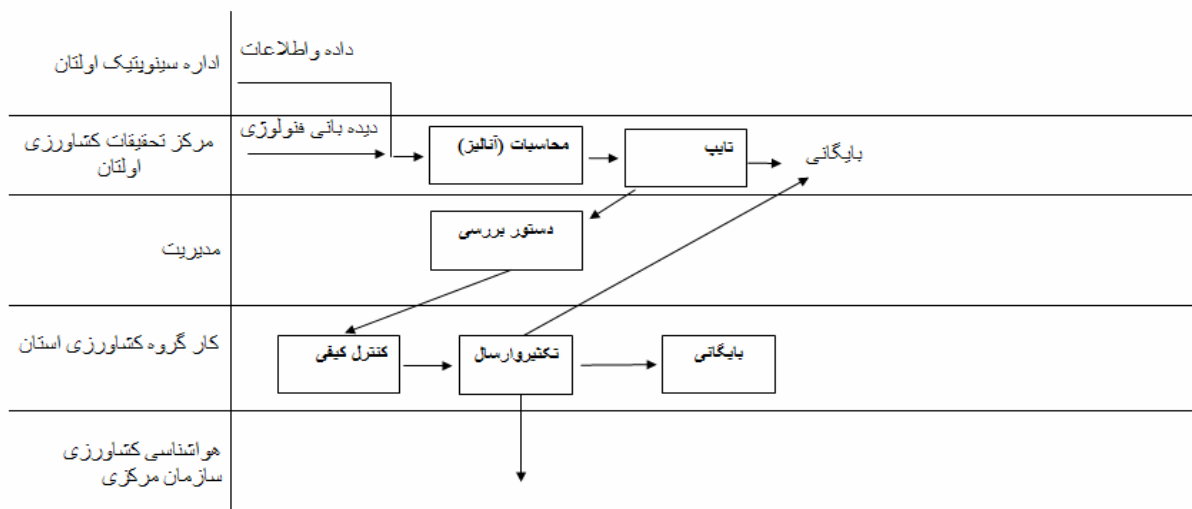 اداره سینوپتیک اولتان
داده واطلاعات
مرکز تحقیقات کشاورزی
اولتان
دیده بانی فنولوژی
محاسبات (آنالیز)
تایپ
بایگانی
مدیریت
دستور بررسی
کار گروه کشاورزی استان
کنترل کیفی
تکثیروارسال
بایگانی
هواشناسی کشاورزی
سازمان مرکزی